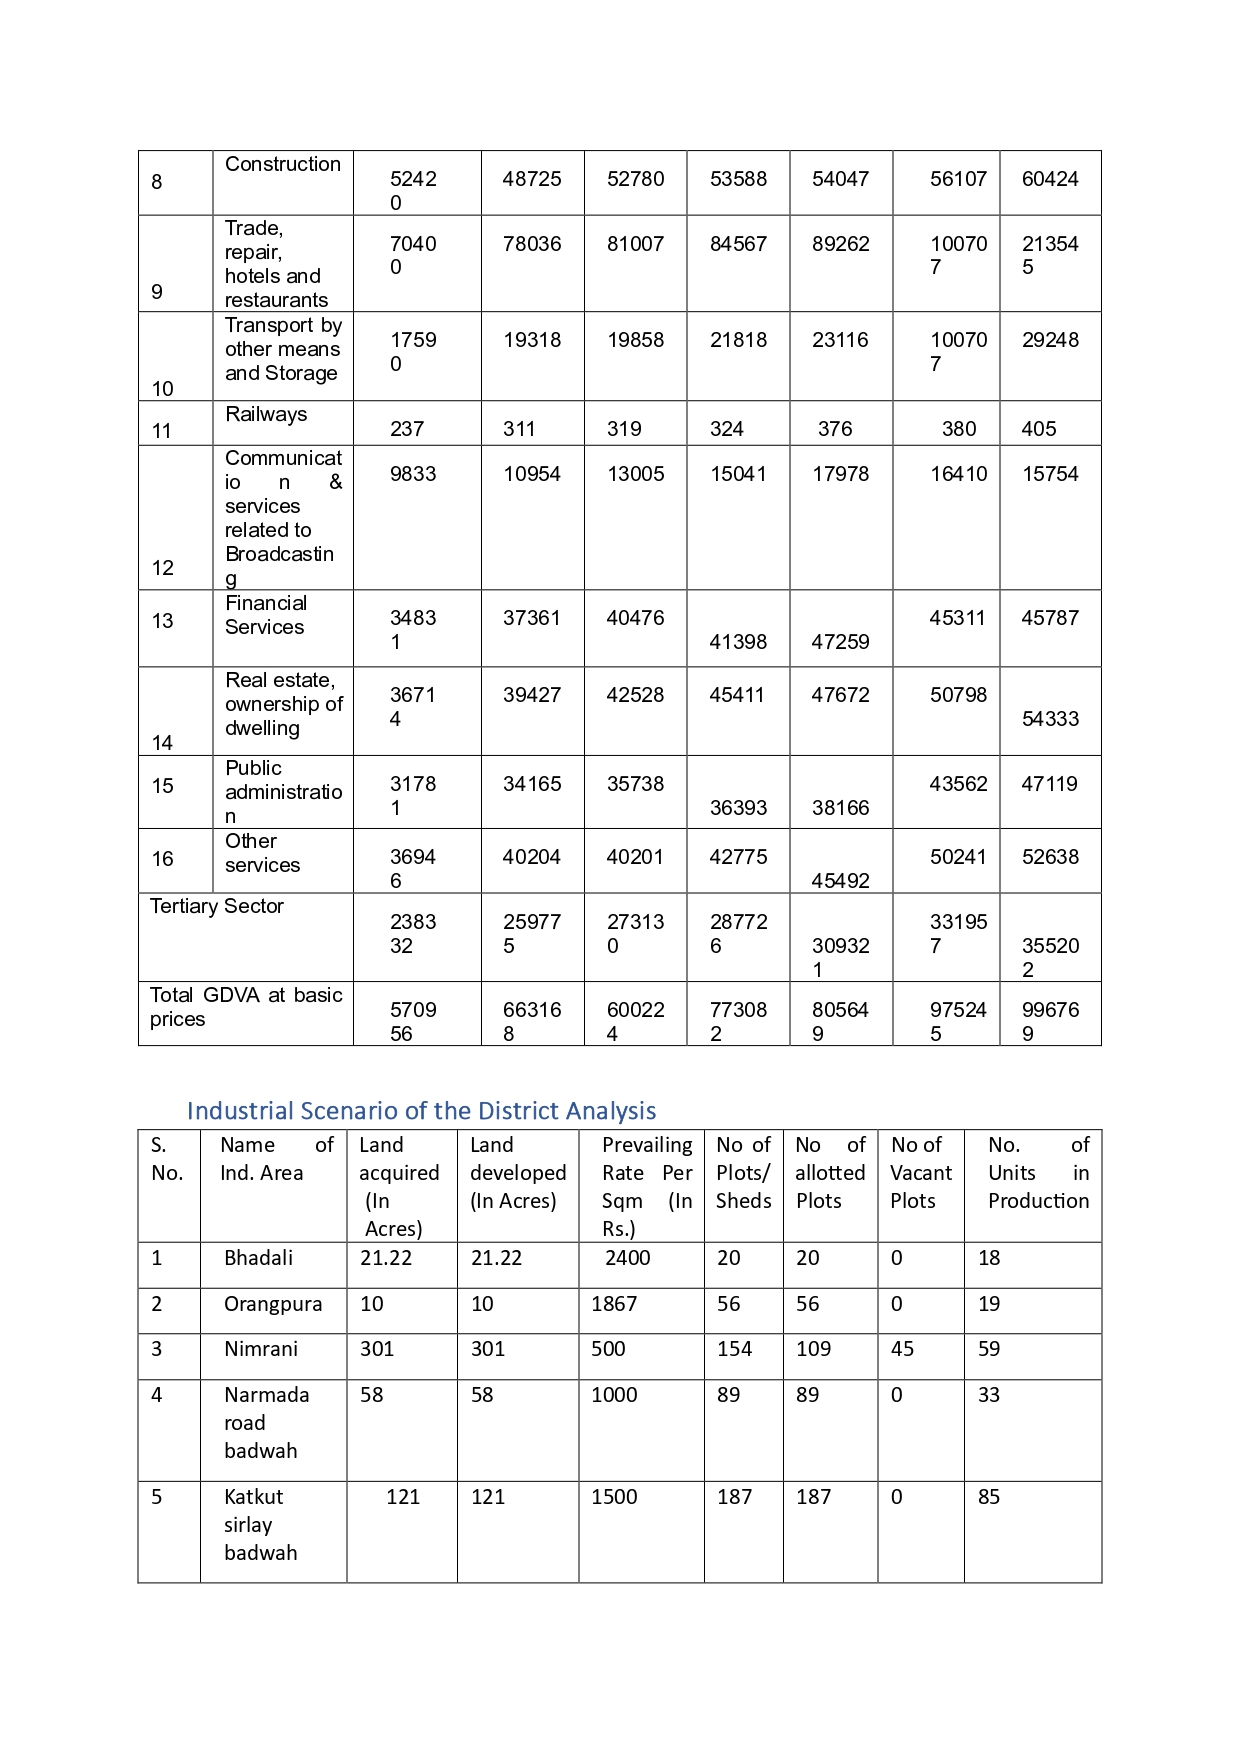 8 Construction 52420 48725 52780 53588 54047 56107 60424
9 Trade, repair, hotels and restaurants 70400 78036 81007 84567 89262 100707 213545
10 Transport by other means and Storage 17590 19318 19858 21818 23116 100707 29248
11 Railways 237 311 319 324 376 380 405
12 Communicatio n & services related to Broadcasting 9833 10954 13005 15041 17978 16410 15754
13 Financial Services 34831 37361 40476 41398 47259 45311 45787
14 Real estate, ownership of dwelling 36714 39427 42528 45411 47672 50798 54333
15 Public administration 31781 34165 35738 36393 38166 43562 47119
16 Other services 36946 40204 40201 42775 45492 50241 52638
Tertiary Sector 238332 259775 273130 287726 309321 331957 355202
Total GDVA at basic prices 570956 663168 600224 773082 805649 975245 996769
Industrial Scenario of the District Analysis
S. No. Name of Ind. Area Land acquired (In Acres) Land developed (In Acres) Prevailing Rate Per Sqm (In Rs.) No of Plots/ Sheds No of allotted Plots No of Vacant Plots No. of Units in Production
1 Bhadali 21.22 21.22 2400 20 20 0 18
2 Orangpura 10 10 1867 56 56 0 19
3 Nimrani 301 301 500 154 109 45 59
4 Narmada road badwah 58 58 1000 89 89 0 33
5 Katkut sirlay badwah 121 121 1500 187 187 0 85